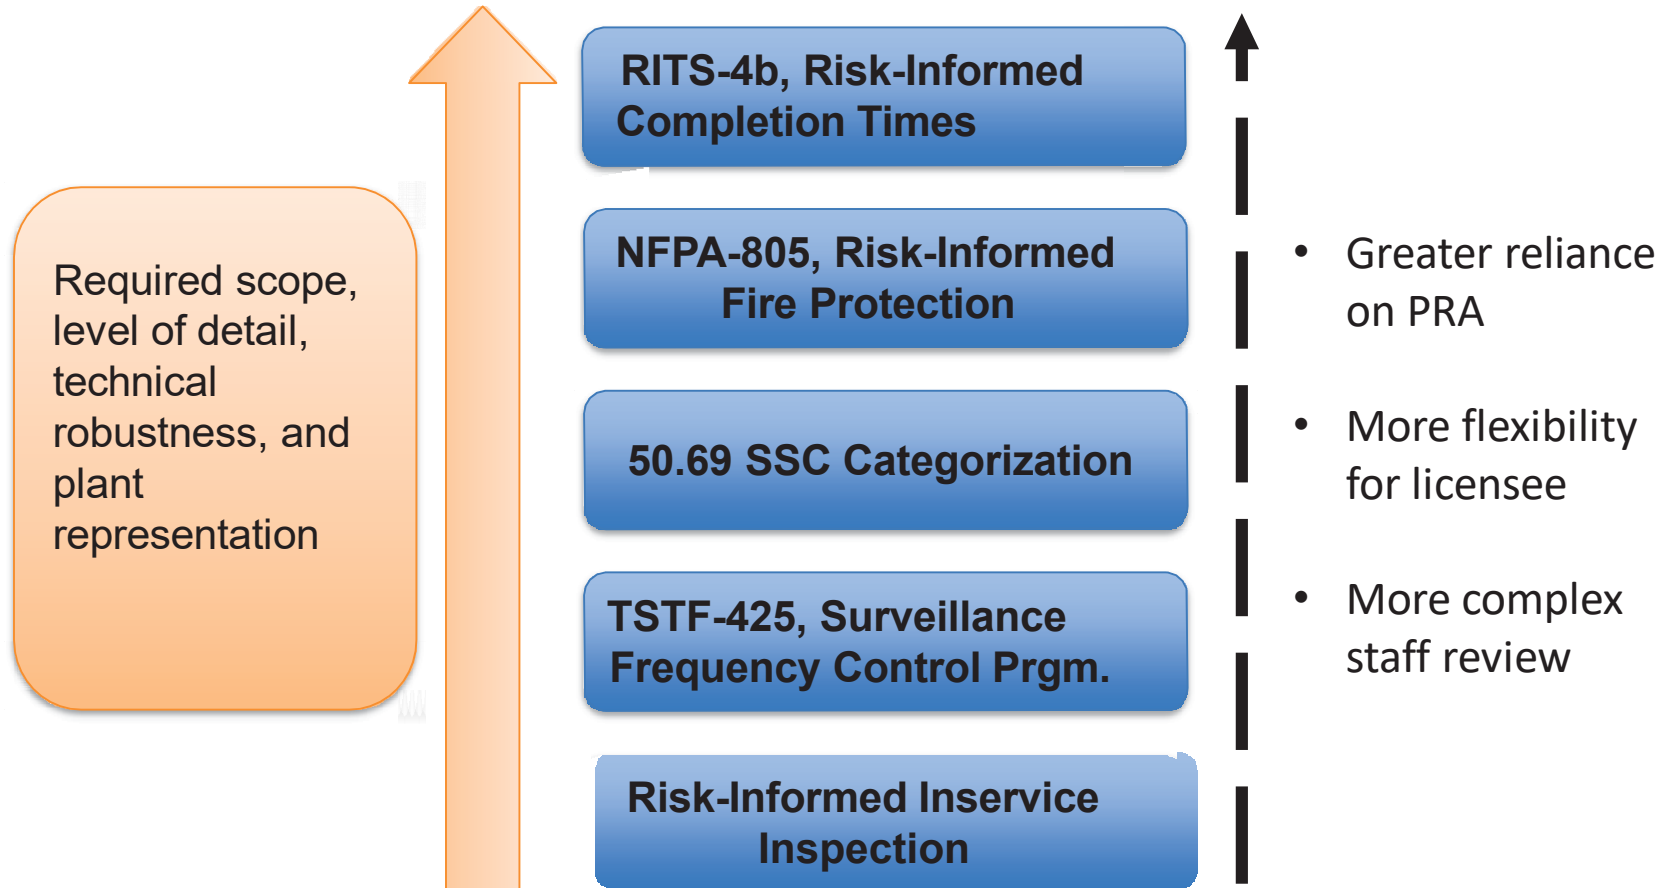 Required scope,
level of detail,
technical
robustness, and
plant
representation
RITS-4b, Risk-Informed
Completion Times
NFPA-805, Risk-Informed
Fire Protection
50.69 SSC Categorization
TSTF-425, Surveillance
Frequency Control Prgm.
Risk-Informed Inservice
Inspection
• Greater reliance
on PRA
• More flexibility
for licensee
• More complex
staff review